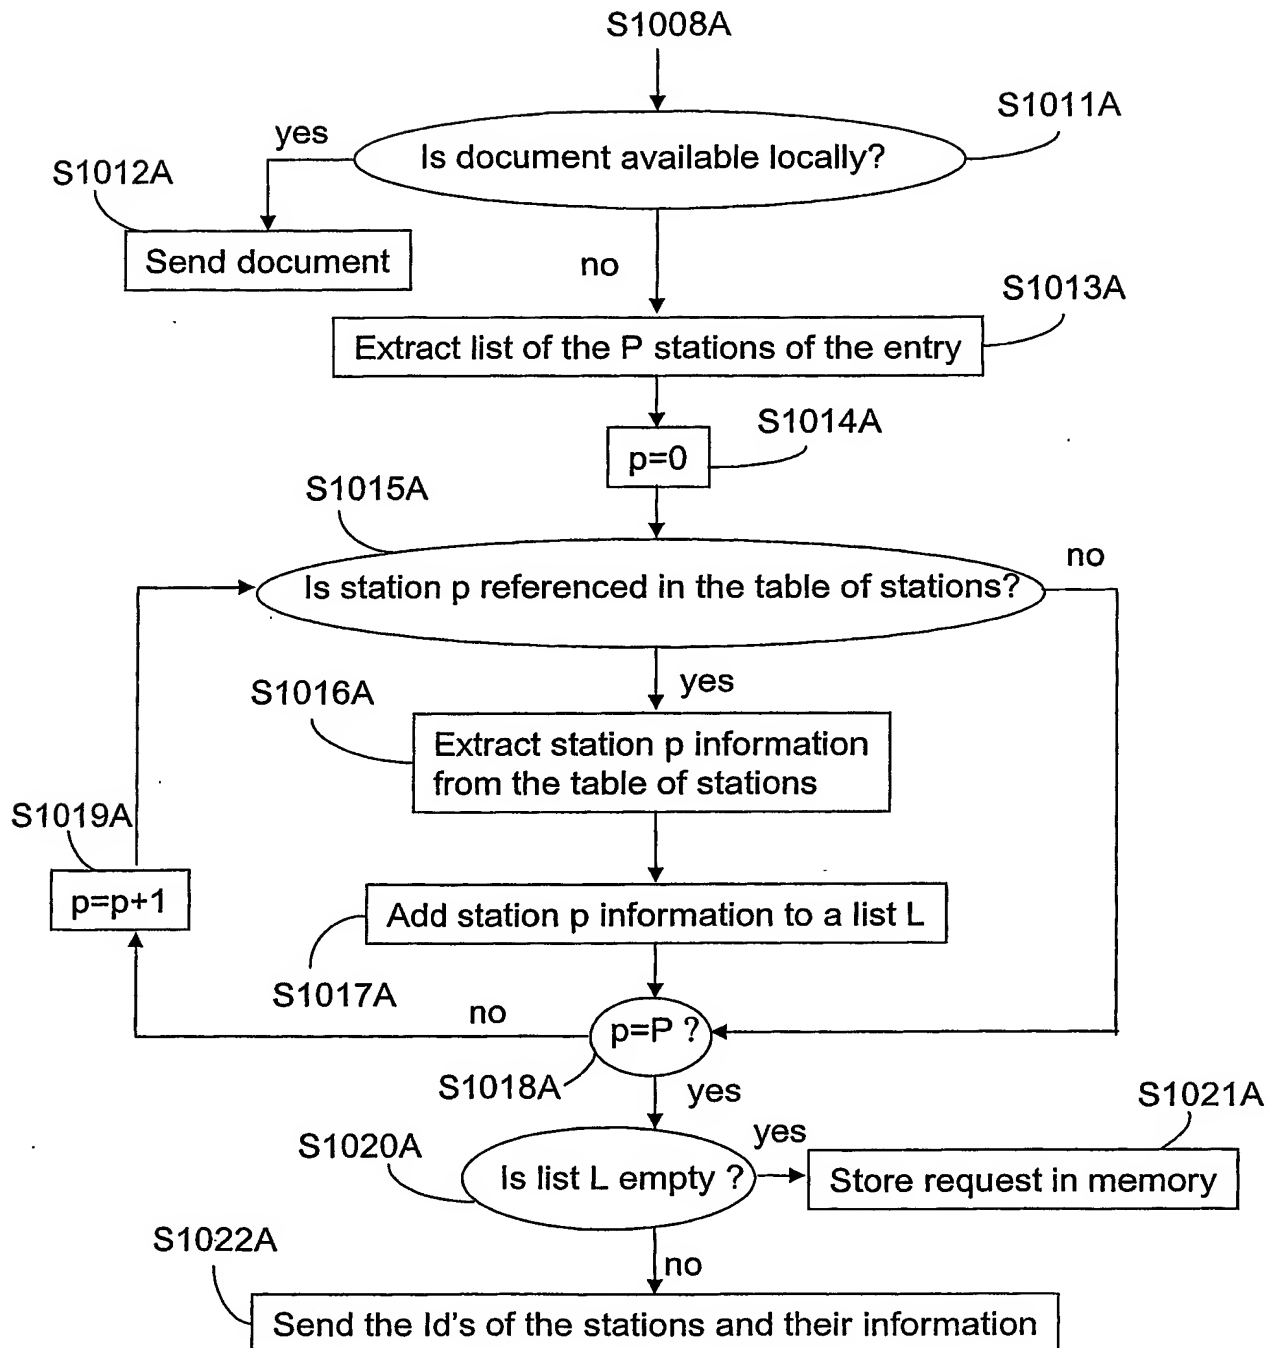 S1008A
S1011A
yes
Is document available locally?
S1012A
Send document
no
S1013A
Extract list of the P stations of the entry
S1014A
p=0
S1015A
no
Is station p referenced in the table of stations?
yes
S1016A
Extract station p information
from the table of stations
S1019A
p=p+1
Add station p information to a list L
S1017A
no
p=P ?
S1018A
yes
S1021A
S1020A
yes
Is list L empty ?
Store request in memory
S1022A
no
Send the Id's of the stations and their information